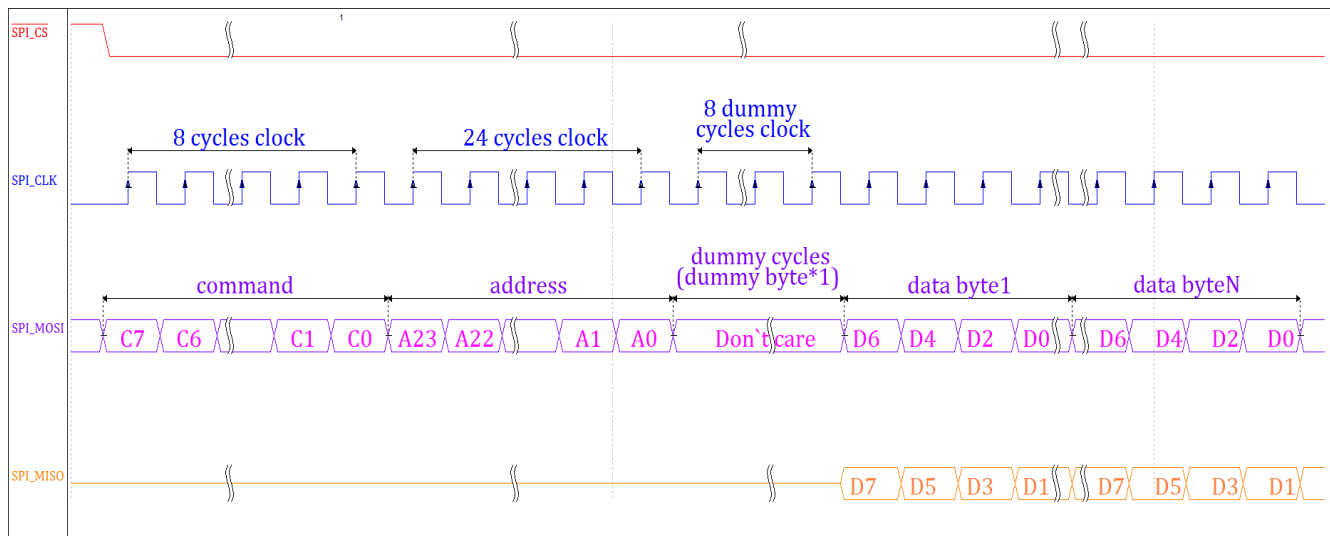 1
SPI_CS
8 dummy
cycles clock
8 cycles clock
24 cycles clock
SPI_CLK
dummy cycles
(dummy byte*1)
command
address
data byte1
data byteN
SPI_MOSI
C7 C6 C1 C0 A23 A22 A1 A0 Don`t care D6 D4 D2 D0 D6 D4 D2 D0
SPI_MISO
D7 D5 D3 D1 D7 D5 D3 D1